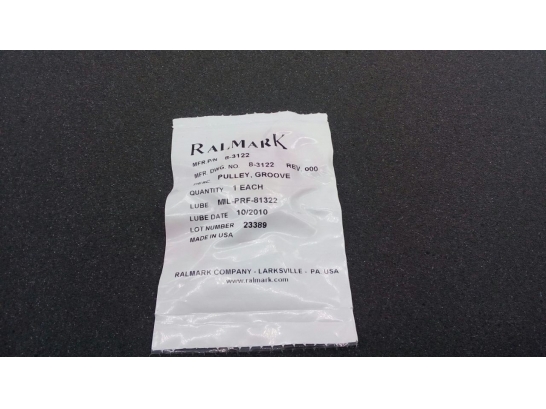 RALMARK
MFR P/N 8-3122
MFR DWG. NO 8-3122 REV 000
PULLEY, GROOVE
QUANTITY 1 EACH
LUBE MIL-PRF-81322
LUBE DATE 10/2010
LOT NUMBER 23389
MADE IN USA
RALMARK COMPANY - LARKSVILLE - PA. USA
www.ralmark.com